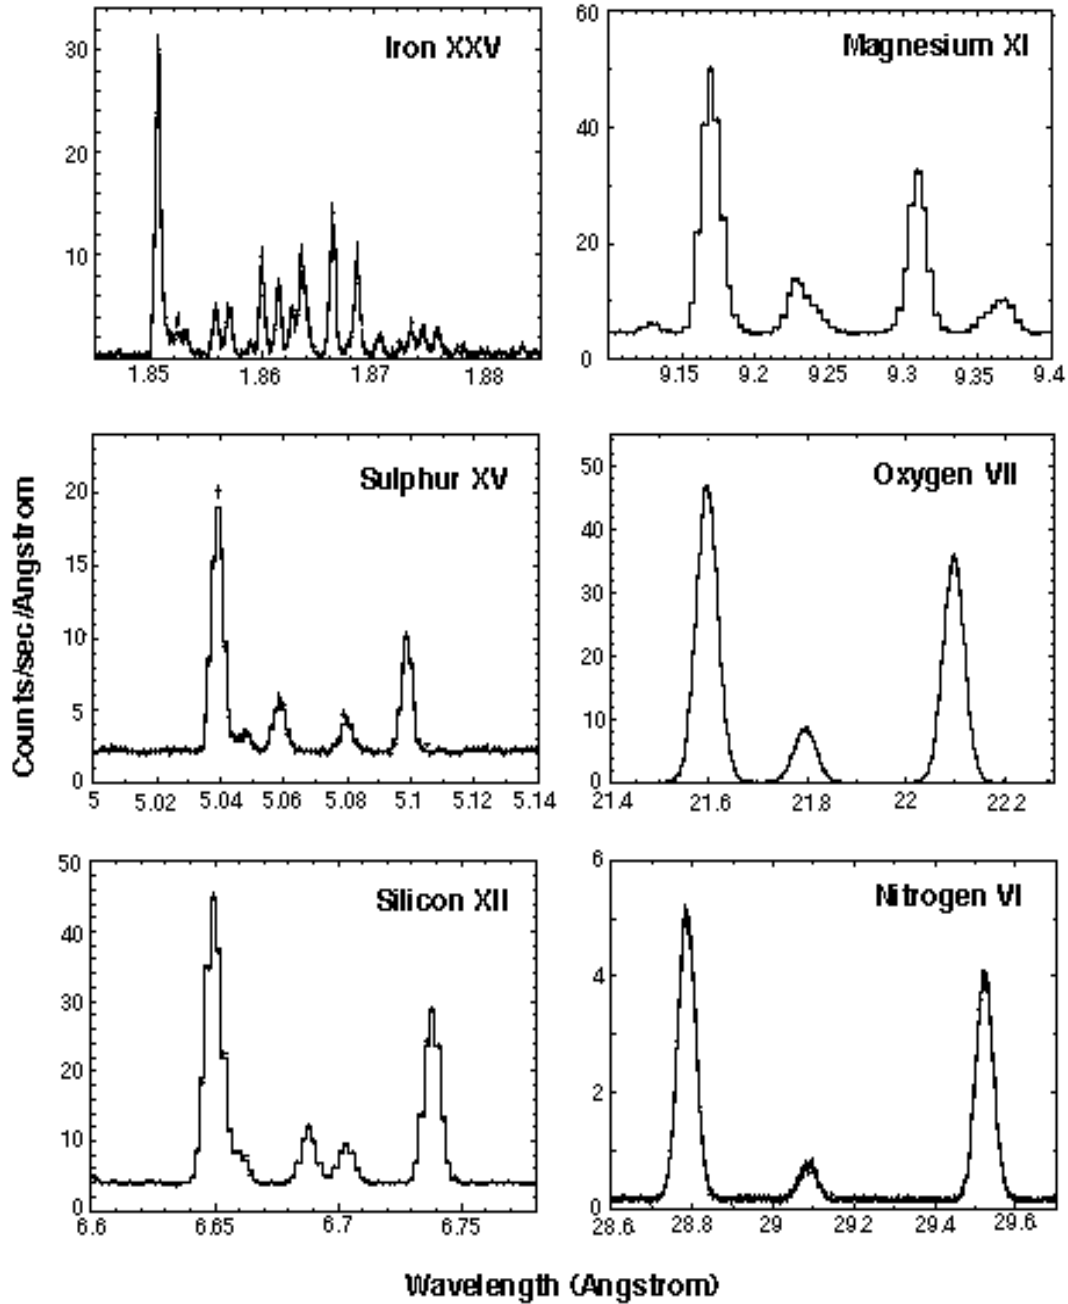 Iron XXV
30
20
10
1.85 1.86 1.87 1.88
Magnesium XI
60
40
20
0
9.15 9.2 9.25 9.3 9.35 9.4
Sulphur XV
20
15
10
5
0
5 5.02 5.04 5.06 5.08 5.1 5.12 5.14
Oxygen VII
50
40
30
20
10
0
21.4 21.6 21.8 22 22.2
Silicon XII
50
40
30
20
10
0
6.6 6.65 6.7 6.75
Nitrogen VI
6
4
2
0
28.6 28.8 29 29.2 29.4 29.6
Counts/sec/Angstrom
Wavelength (Angstrom)